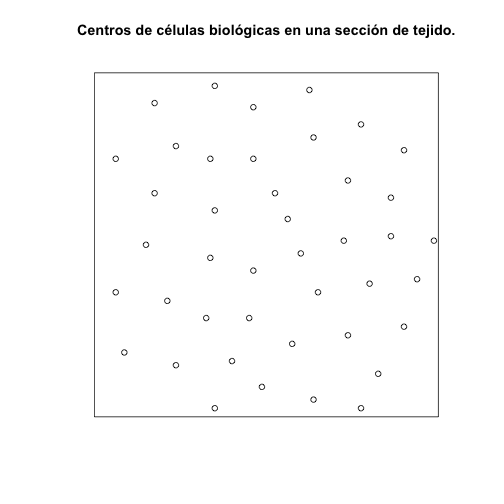 Centros de células biológicas en una sección de tejido.